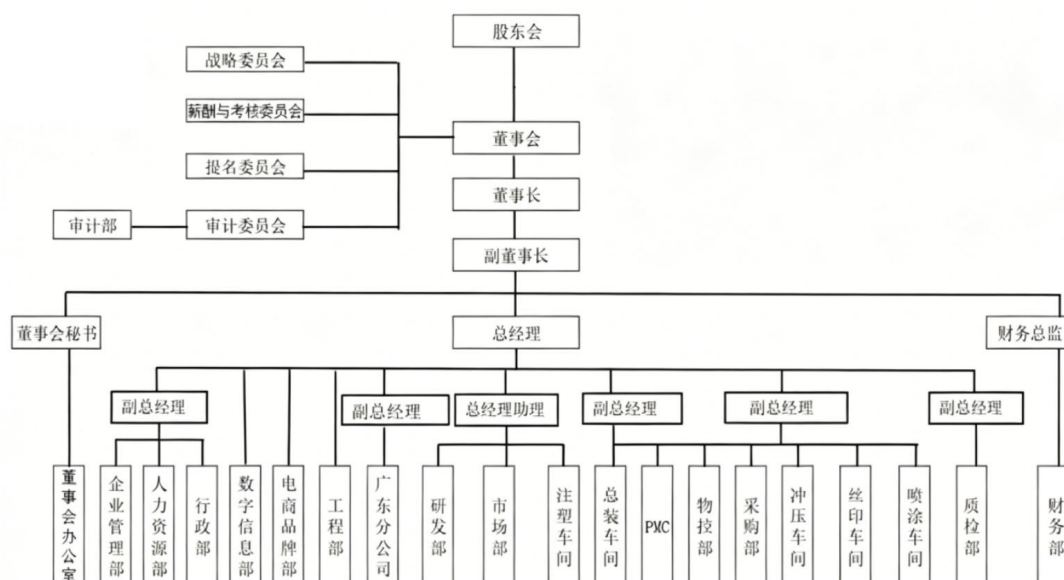 股东会
战略委员会
薪酬与考核委员会
董事会
提名委员会
董事长
审计部
审计委员会
副董事长
董事会秘书
总经理
财务总监
副总经理
副总经理
总经理助理
副总经理
副总经理
副总经理
董事会办公室
企业管理部
人力资源部
行政部
数字信息部
电商品牌部
工程部
广东分公司
研发部
市场部
注塑车间
总装车间
PMC
物控部
采购部
冲压车间
丝印车间
喷涂车间
质检部
财务部